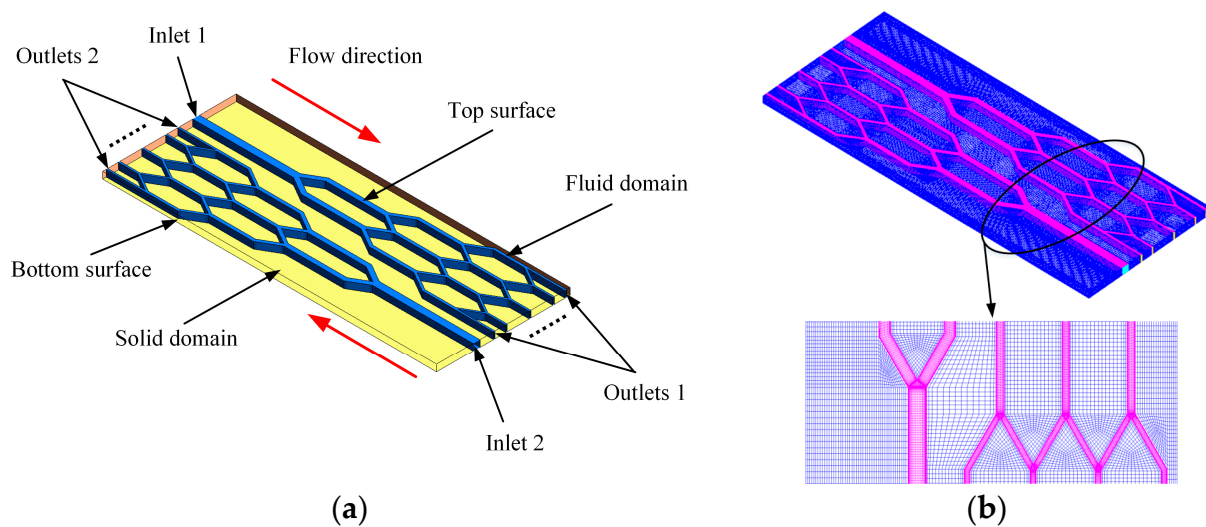 Inlet 1
Outlets 2
Flow direction
Top surface
Fluid domain
Bottom surface
Solid domain
Outlets 1
Inlet 2
(a)
(b)